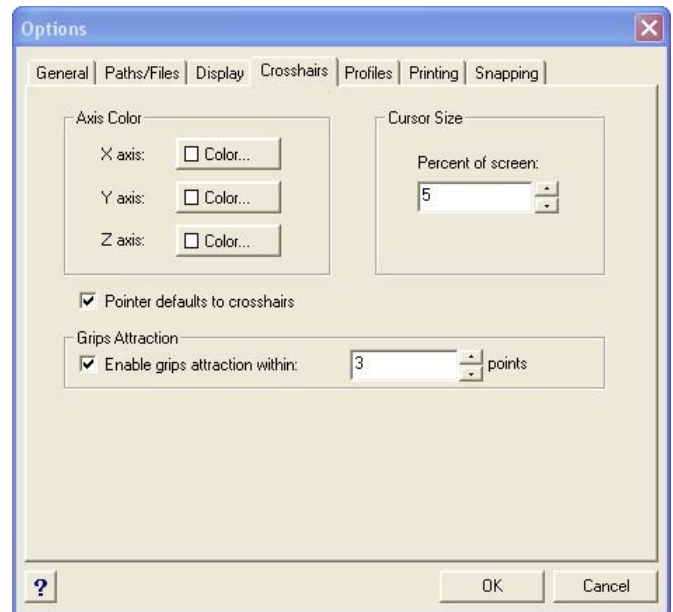 Options
General Paths/Files Display Crosshairs Profiles Printing Snapping
Axis Color
X axis: Color...
Y axis: Color...
Z axis: Color...
Cursor Size
Percent of screen:
5
Pointer defaults to crosshairs
Grips Attraction
Enable grips attraction within: 3 points
? OK Cancel